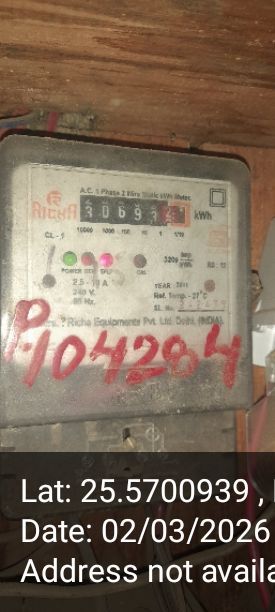 A.C. 1 Phase 2 Wire Static kWh Meter
kWh
CL - 1
10000 1000 100 10 1 1/10
3200
POWER
CAL
2.5 - 10 A
YEAR
240 V.
Ref. Temp. - 27°C
50 Hz.
SL. No.
Richa Equipments Pvt. Ltd. Delhi, (INDIA)
P.104284
Lat: 25.5700939 ,
Date: 02/03/2026
Address not availa